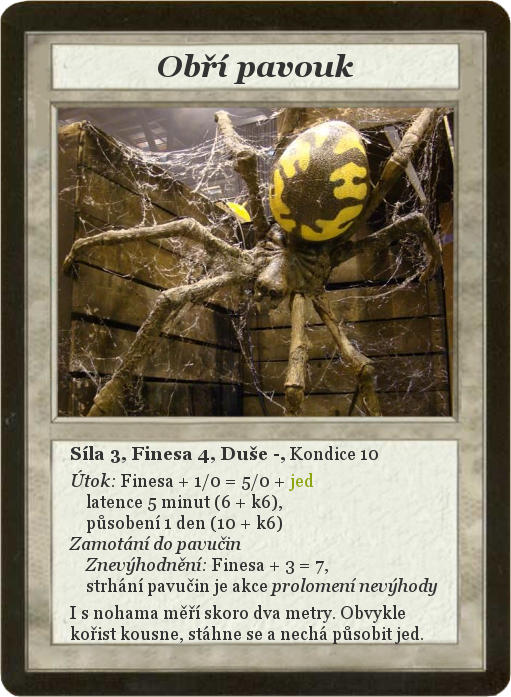 Obří pavouk
Síla 3, Finesa 4, Duše -, Kondice 10
Útok: Finesa + 1/0 = 5/0 + jed
latence 5 minut (6 + k6),
působení 1 den (10 + k6)
Zamotání do pavučin
Znevýhodnění: Finesa + 3 = 7,
strhání pavučin je akce prolomení nevýhody
I s nohama měří skoro dva metry. Obvykle
kořist kousne, stáhne se a nechá působit jed.